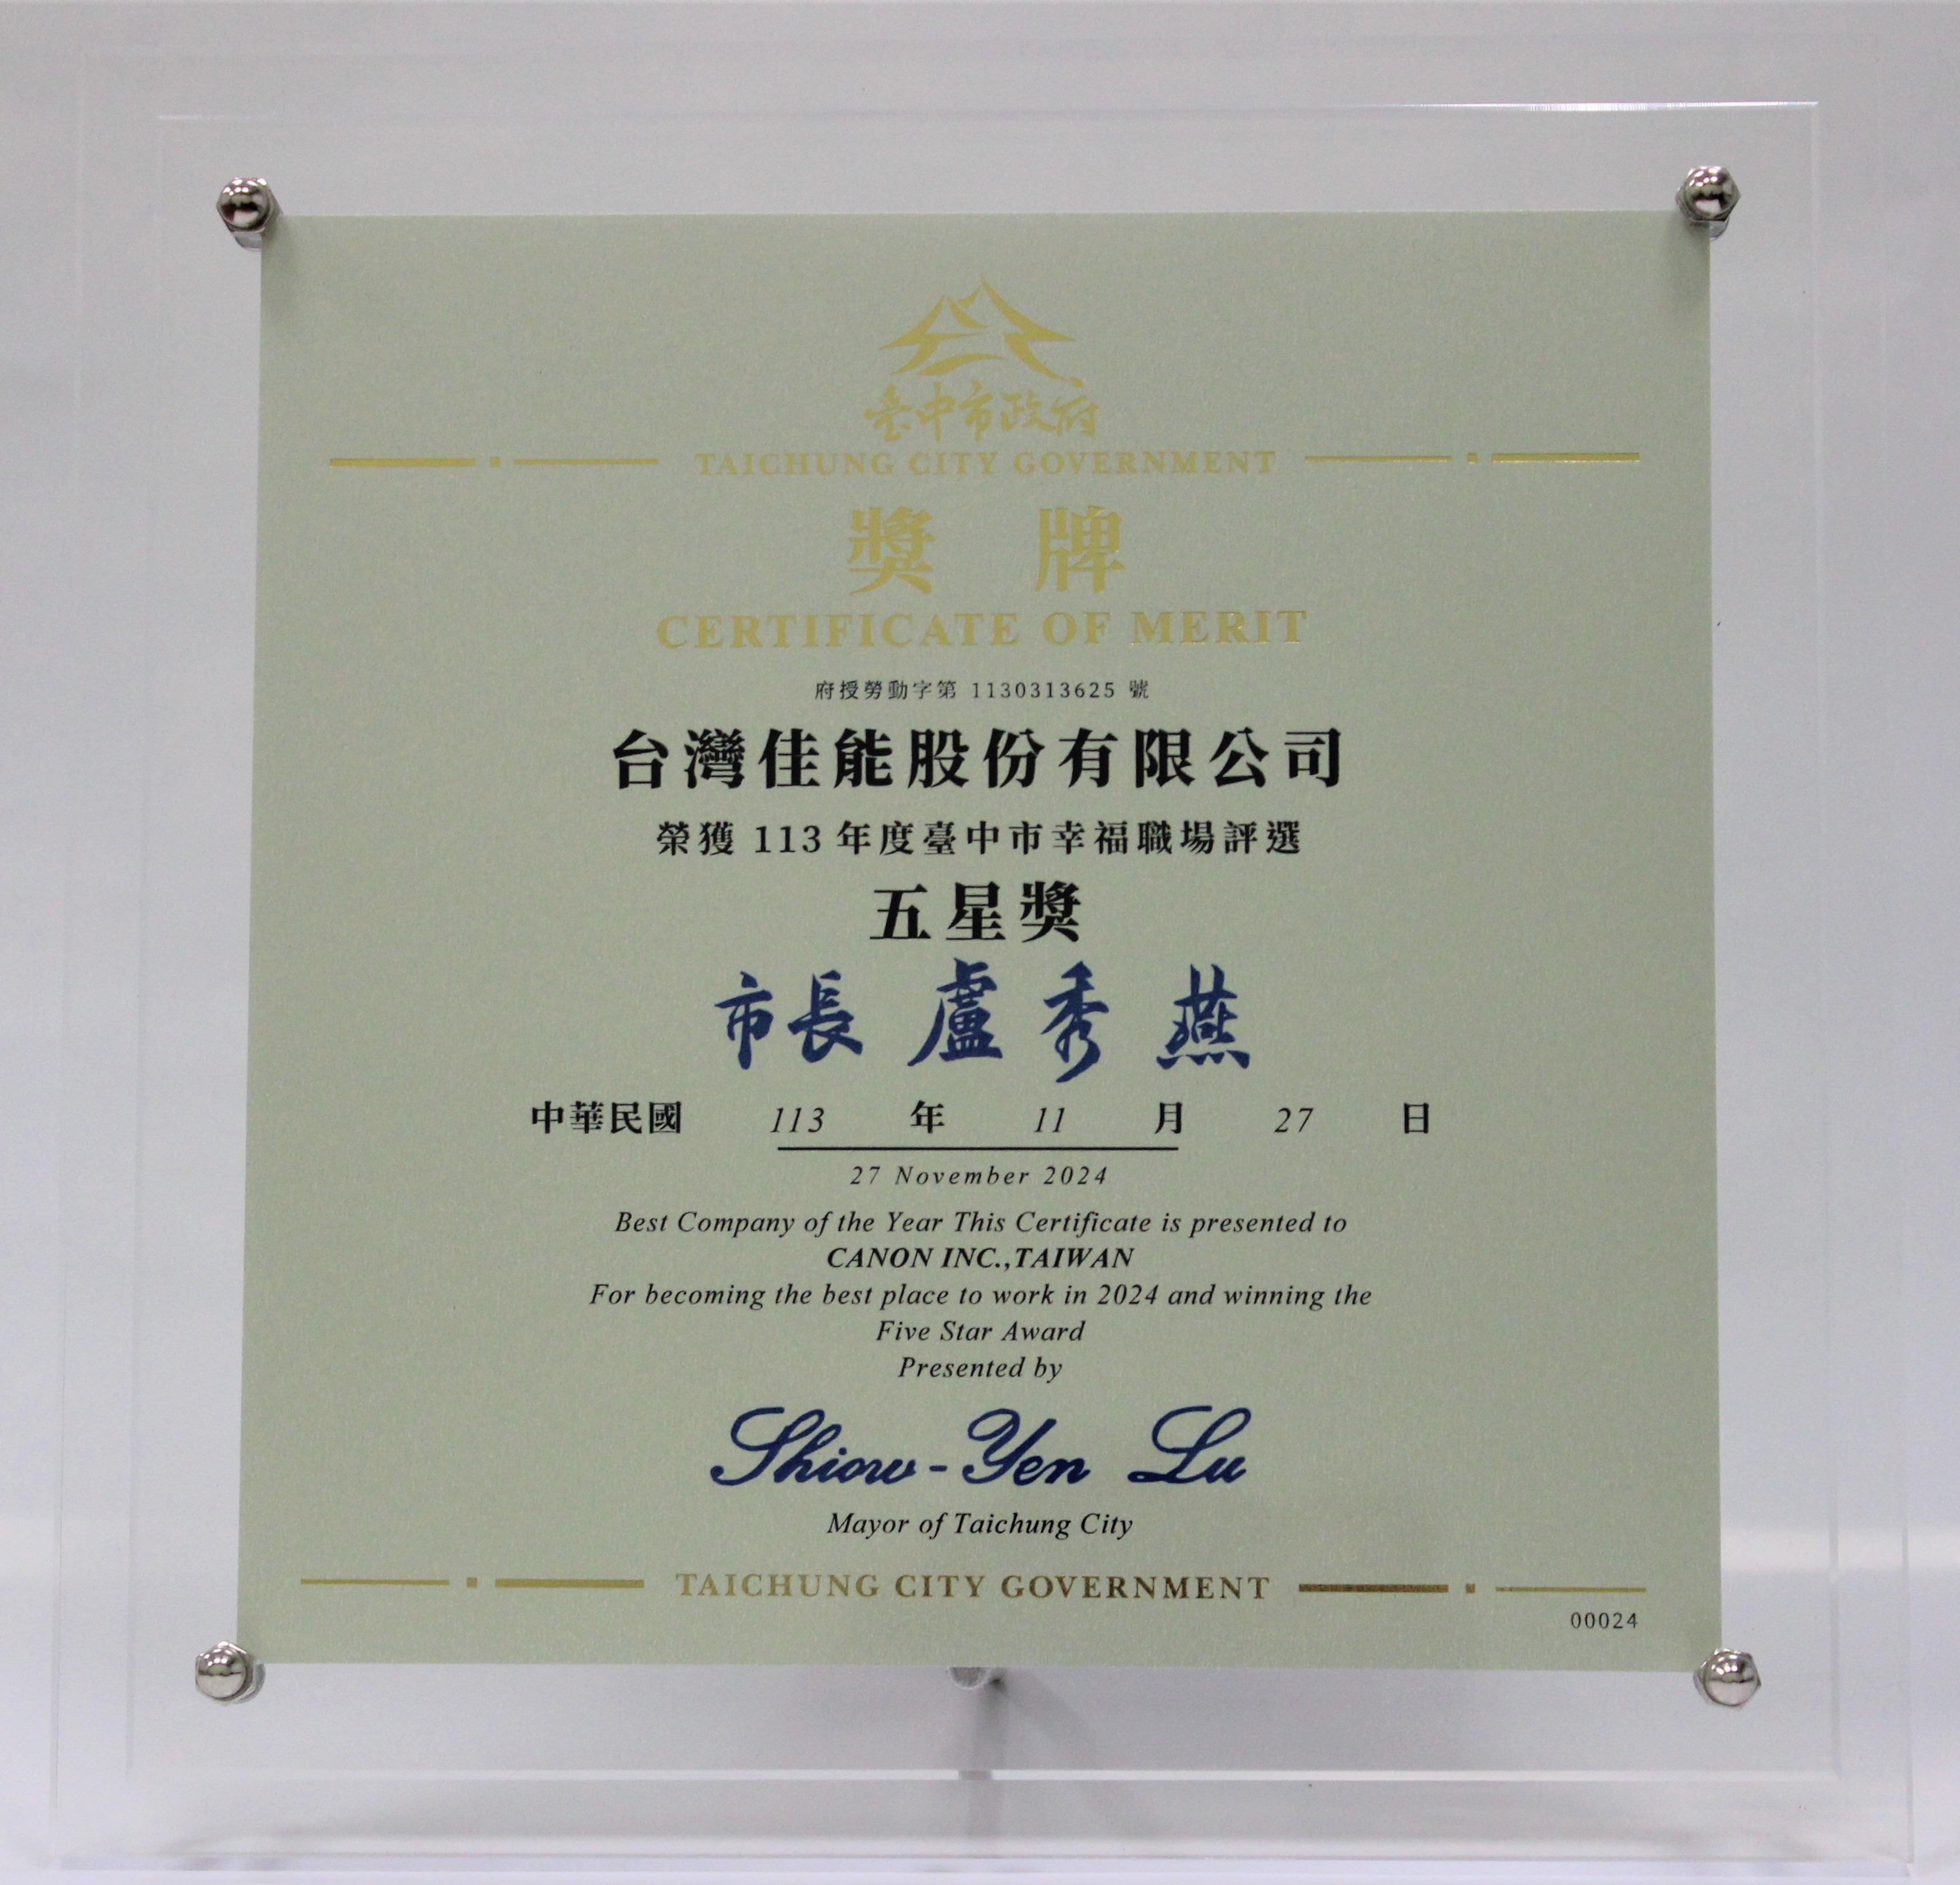 臺中市政府
TAICHUNG CITY GOVERNMENT
獎 牌
CERTIFICATE OF MERIT
府授勞動字第 1130313625 號
台灣佳能股份有限公司
榮獲 113 年度臺中市幸福職場評選
五星獎
市長 盧秀燕
中華民國 113 年 11 月 27 日
27 November 2024
Best Company of the Year This Certificate is presented to
CANON INC.,TAIWAN
For becoming the best place to work in 2024 and winning the
Five Star Award
Presented by
Shiow-Yen Lu
Mayor of Taichung City
TAICHUNG CITY GOVERNMENT
00024